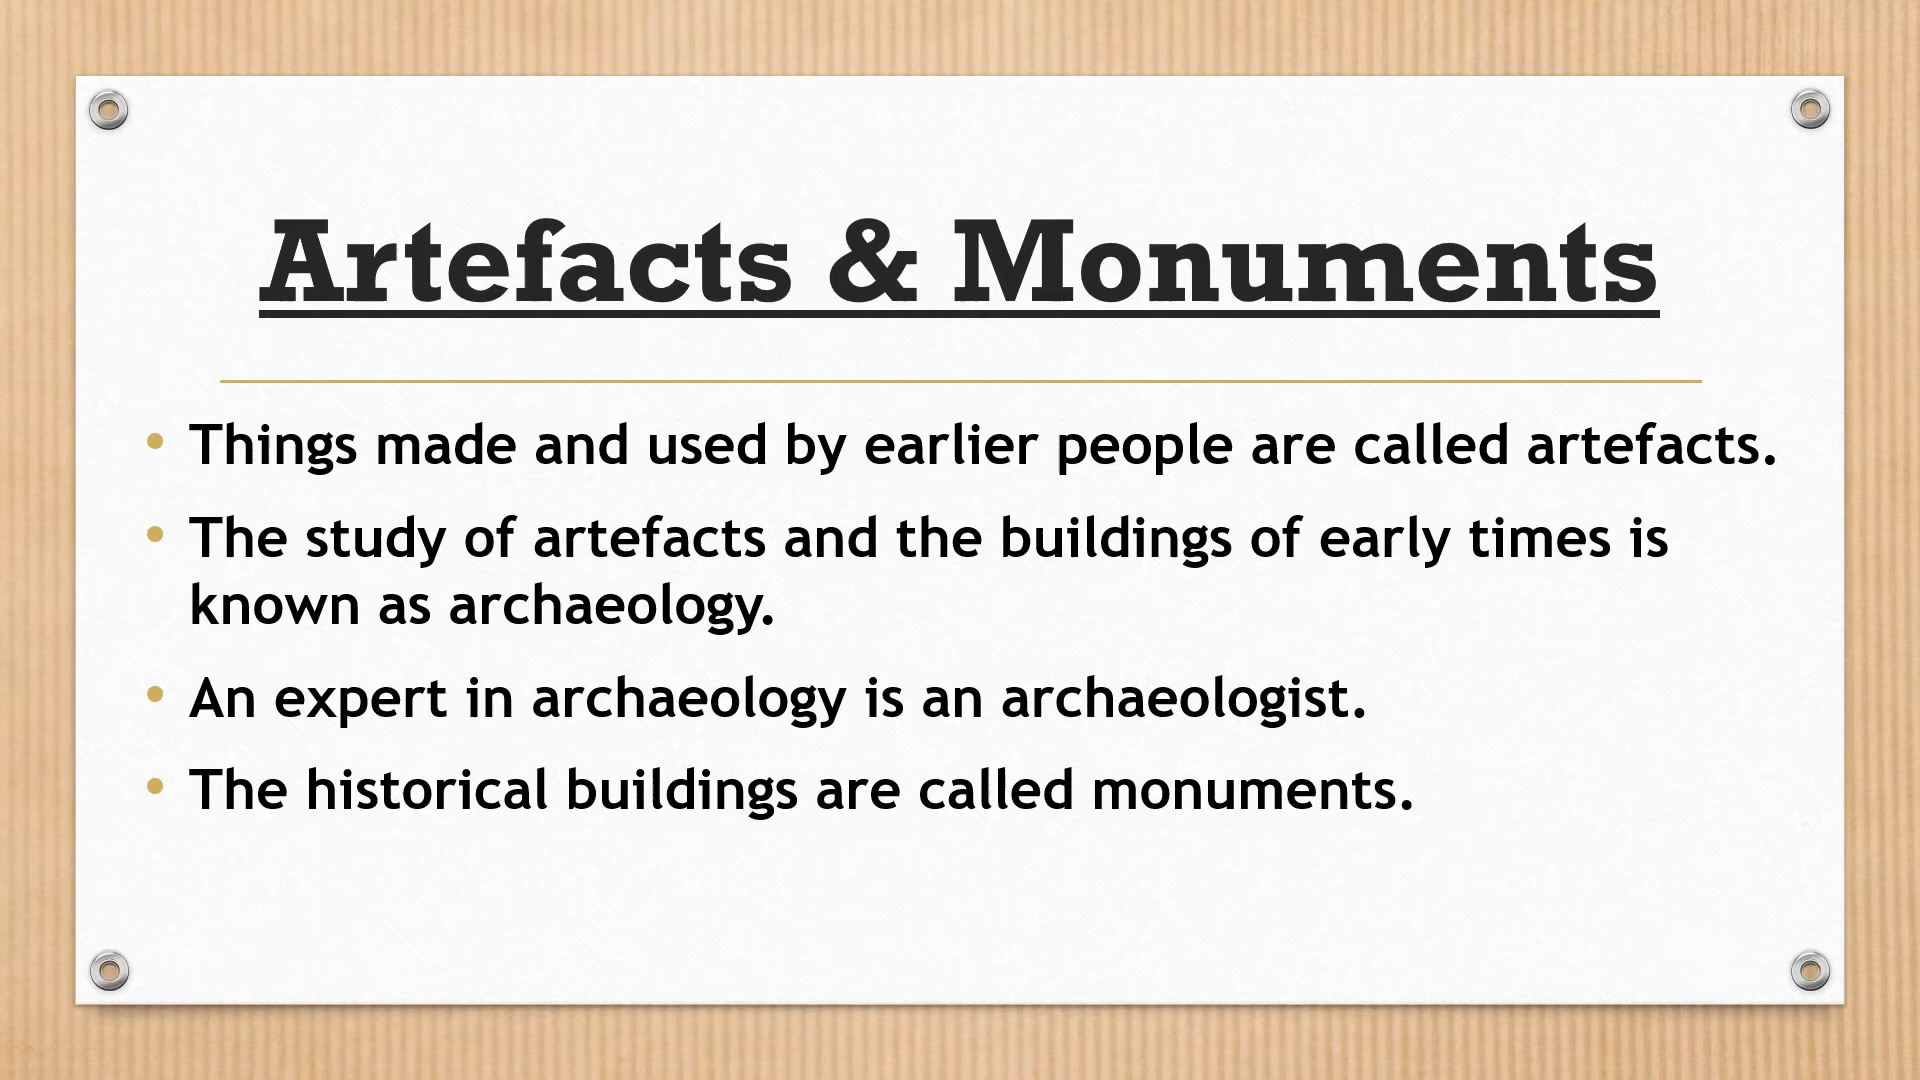 Artefacts & Monuments
• Things made and used by earlier people are called artefacts.
• The study of artefacts and the buildings of early times is
known as archaeology.
• An expert in archaeology is an archaeologist.
• The historical buildings are called monuments.